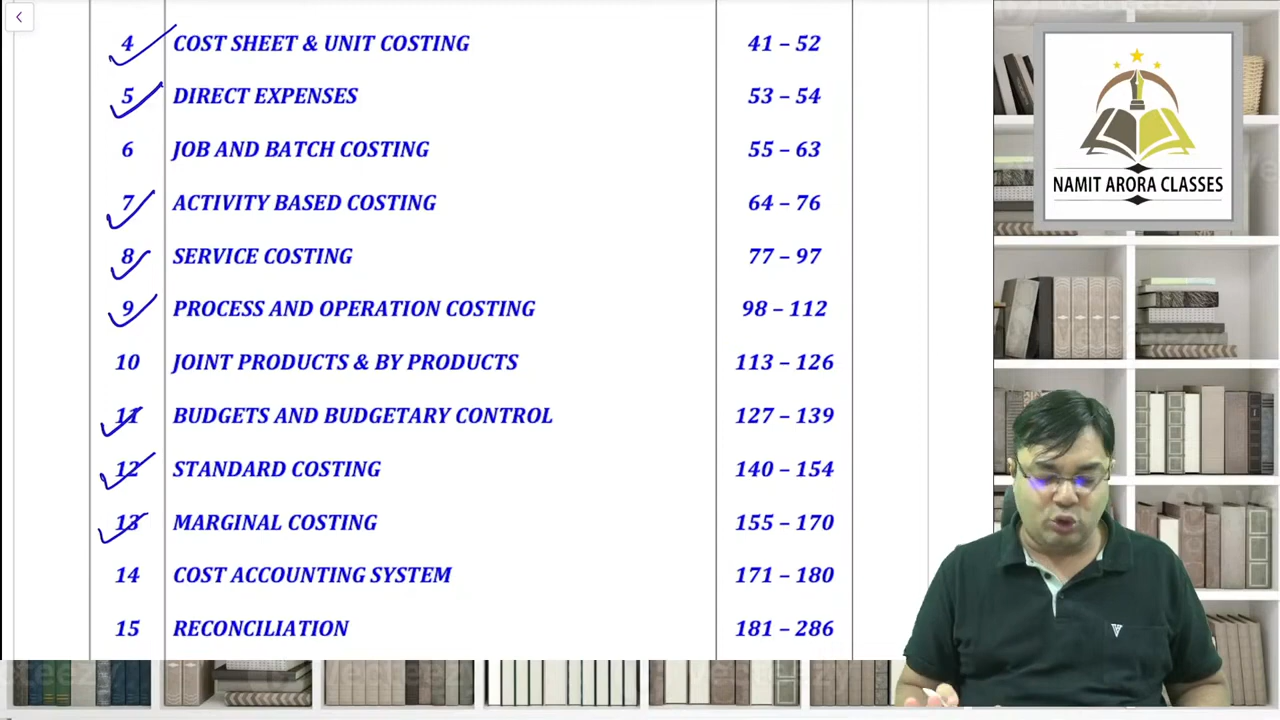 4 COST SHEET & UNIT COSTING 41 – 52
5 DIRECT EXPENSES 53 – 54
6 JOB AND BATCH COSTING 55 – 63
7 ACTIVITY BASED COSTING 64 – 76
8 SERVICE COSTING 77 – 97
9 PROCESS AND OPERATION COSTING 98 – 112
10 JOINT PRODUCTS & BY PRODUCTS 113 – 126
11 BUDGETS AND BUDGETARY CONTROL 127 – 139
12 STANDARD COSTING 140 – 154
13 MARGINAL COSTING 155 – 170
14 COST ACCOUNTING SYSTEM 171 – 180
15 RECONCILIATION 181 – 286
NAMIT ARORA CLASSES